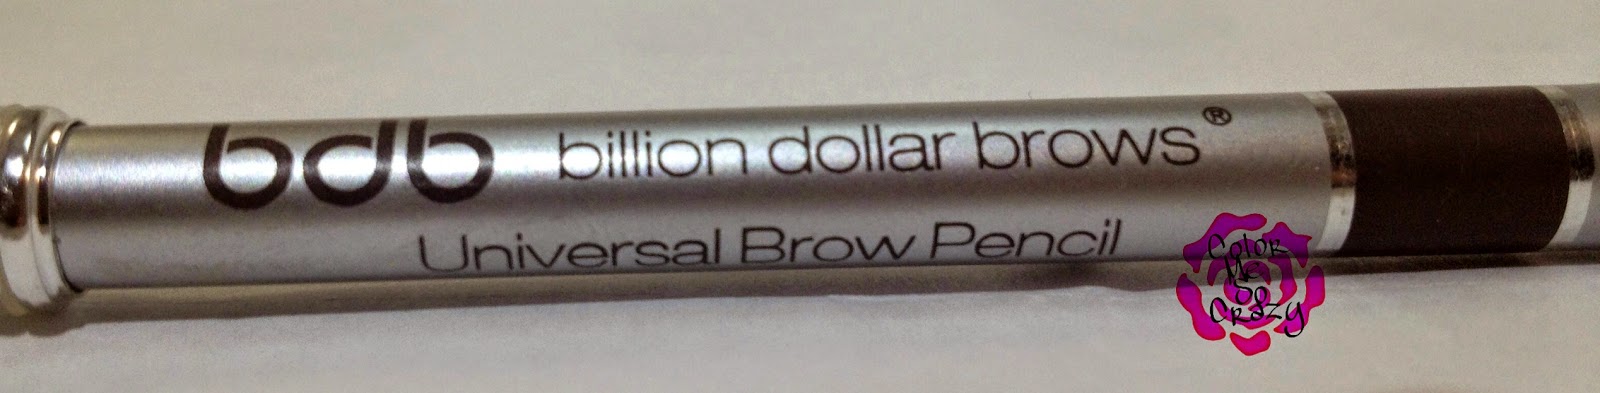 bdb billion dollar brows®
Universal Brow Pencil
Color
Me
So
Crazy